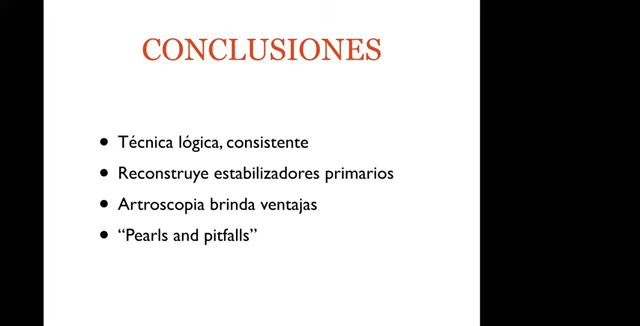 CONCLUSIONES
• Técnica lógica, consistente
• Reconstruye estabilizadores primarios
• Artroscopia brinda ventajas
• “Pearls and pitfalls”